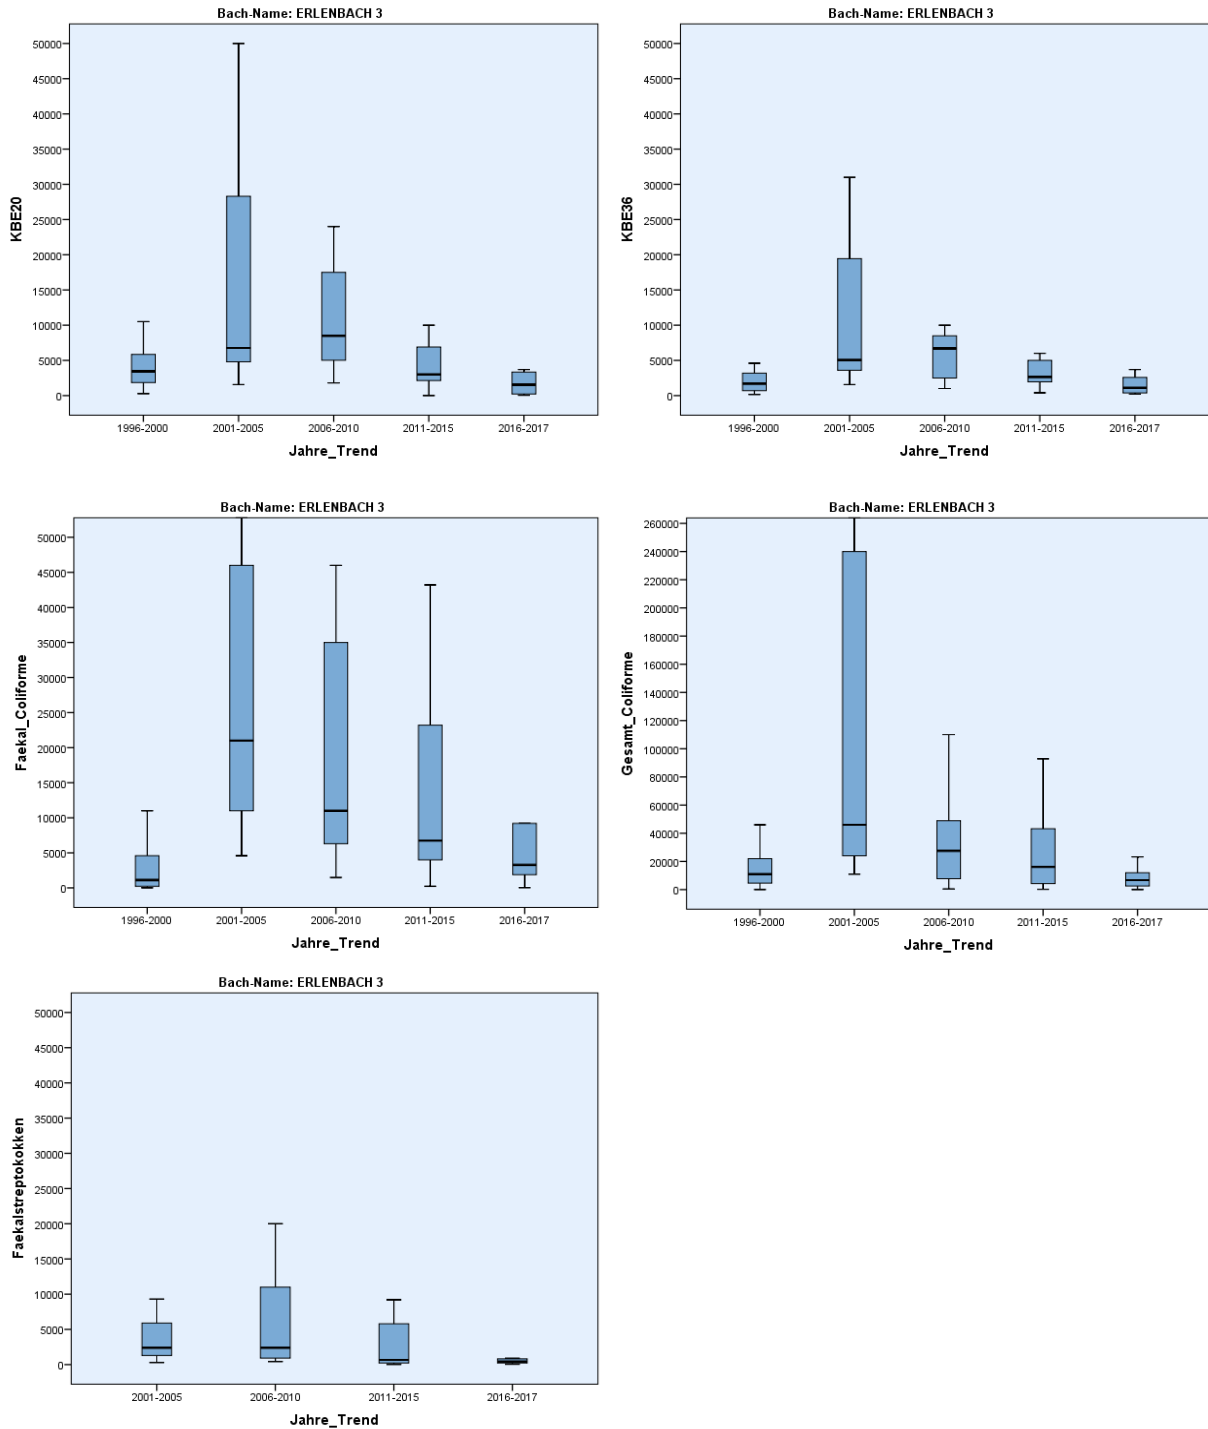 Bach-Name: ERLENBACH 3
KBE20
50000
45000
40000
35000
30000
25000
20000
15000
10000
5000
0
1996-2000 2001-2005 2006-2010 2011-2015 2016-2017
Jahre_Trend
Bach-Name: ERLENBACH 3
KBE36
50000
45000
40000
35000
30000
25000
20000
15000
10000
5000
0
1996-2000 2001-2005 2006-2010 2011-2015 2016-2017
Jahre_Trend
Bach-Name: ERLENBACH 3
Faekal_Coliforme
50000
45000
40000
35000
30000
25000
20000
15000
10000
5000
0
1996-2000 2001-2005 2006-2010 2011-2015 2016-2017
Jahre_Trend
Bach-Name: ERLENBACH 3
Gesamt_Coliforme
260000
240000
220000
200000
180000
160000
140000
120000
100000
80000
60000
40000
20000
0
1996-2000 2001-2005 2006-2010 2011-2015 2016-2017
Jahre_Trend
Bach-Name: ERLENBACH 3
Faekalstreptokokken
50000
45000
40000
35000
30000
25000
20000
15000
10000
5000
0
2001-2005 2006-2010 2011-2015 2016-2017
Jahre_Trend